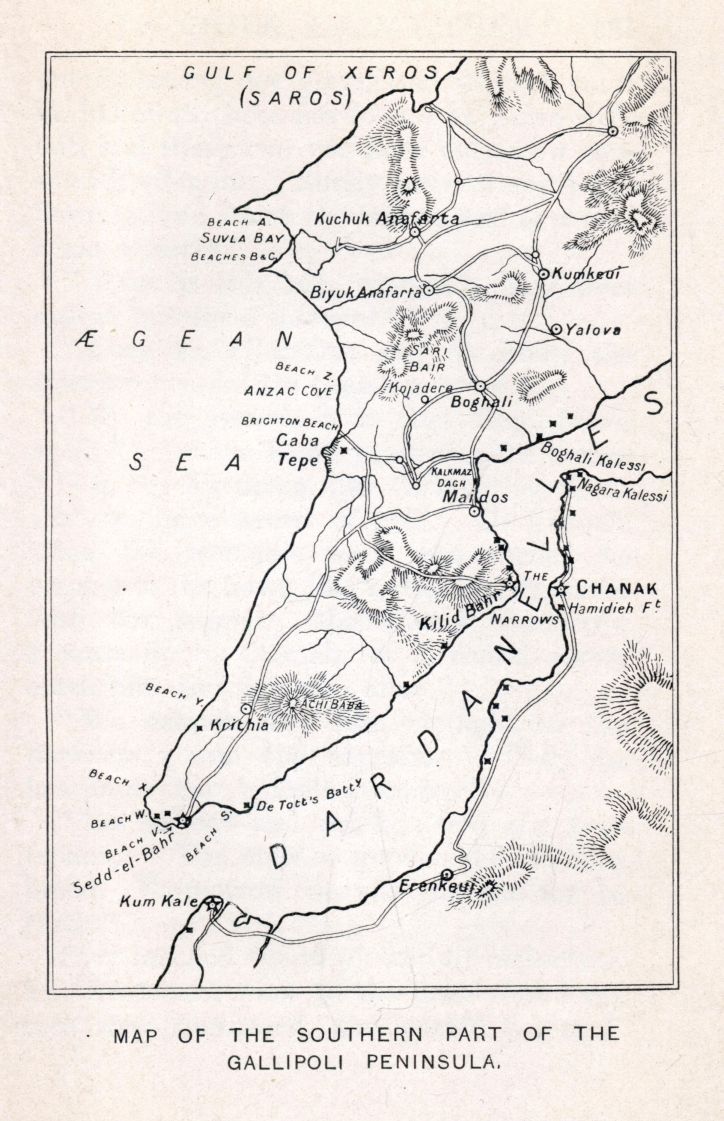 GULF OF XEROS
(SAROS)
BEACH A.
SUVLA BAY
BEACHES B & C.
Kuchuk Anafarta
Biyuk Anafarta
Kumkeui
Yalova
ÆGEAN
SEA
SARI
BAIR
BEACH Z.
ANZAC COVE
Kojadere
Boghali
BRIGHTON BEACH
Gaba
Tepe
KALKMAZ
DAGH
Maidos
Boghali Kalessi
Nagara Kalessi
DARDANELLES
THE
NARROWS
CHANAK
Hamidieh Ft
Kilid Bahr
BEACH Y.
Krithia
ACHI BABA
BEACH X.
BEACH W.
BEACH V.
Sedd-el-Bahr
BEACH S.
De Tott's Batty
Kum Kale
Erenkeui
MAP OF THE SOUTHERN PART OF THE
GALLIPOLI PENINSULA.